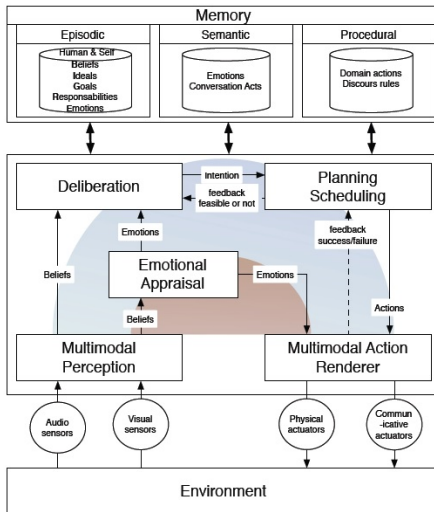 Memory
Episodic
Semantic
Procedural
Human & Self
Beliefs
Ideals
Goals
Responsabilities
Emotions
Emotions
Conversation Acts
Domain actions
Discours rules
Deliberation
Intention
feedback
feasible or not
Planning
Scheduling
Emotions
feedback
success/failure
Beliefs
Emotional
Appraisal
Emotions
Beliefs
Actions
Multimodal
Perception
Multimodal Action
Renderer
Audio
sensors
Visual
sensors
Physical
actuators
Commun
-icative
actuators
Environment